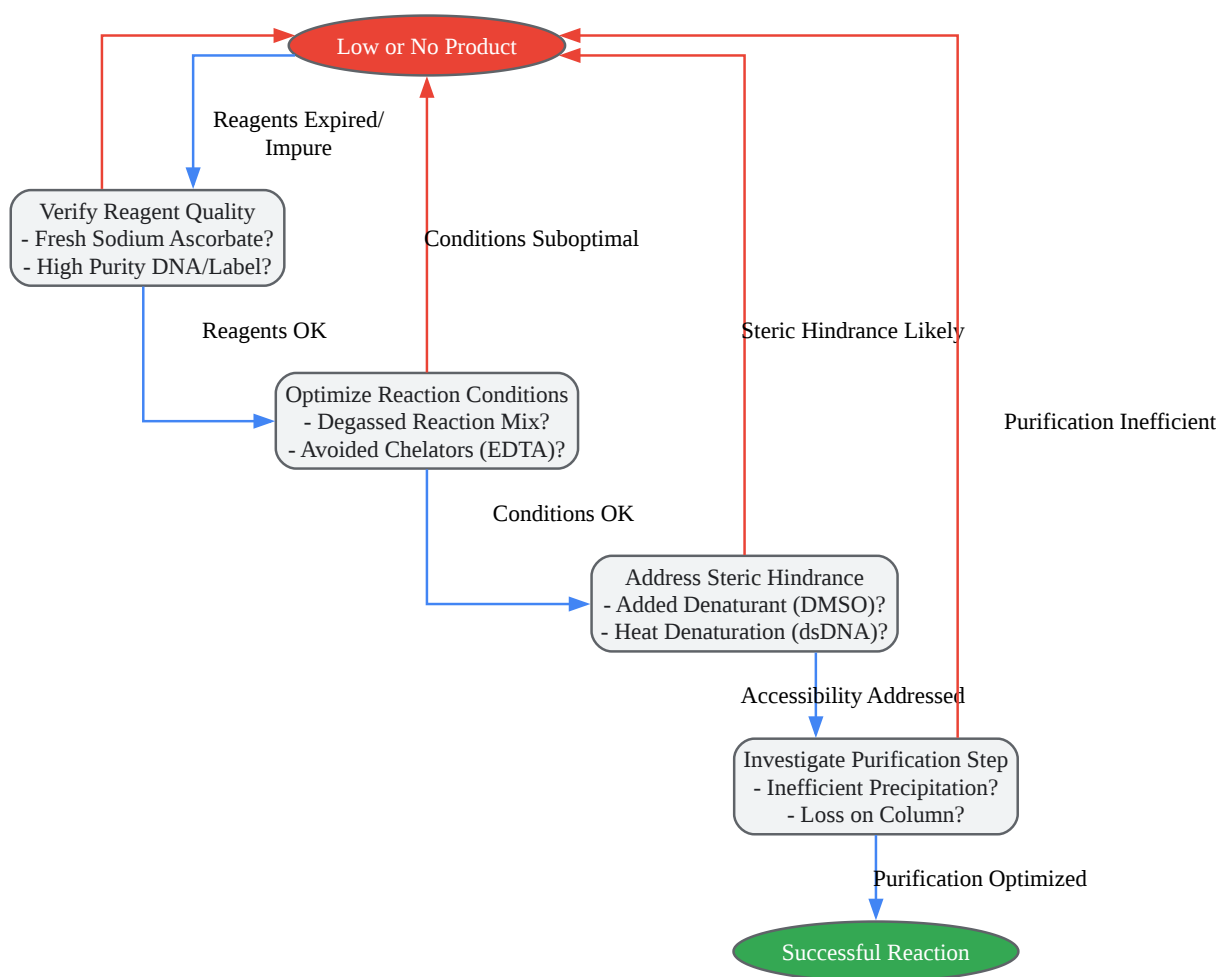 Low or No Product
Reagents Expired/
Impure
Verify Reagent Quality
- Fresh Sodium Ascorbate?
- High Purity DNA/Label?
Conditions Suboptimal
Reagents OK
Steric Hindrance Likely
Optimize Reaction Conditions
- Degassed Reaction Mix?
- Avoided Chelators (EDTA)?
Purification Inefficient
Conditions OK
Address Steric Hindrance
- Added Denaturant (DMSO)?
- Heat Denaturation (dsDNA)?
Accessibility Addressed
Investigate Purification Step
- Inefficient Precipitation?
- Loss on Column?
Purification Optimized
Successful Reaction